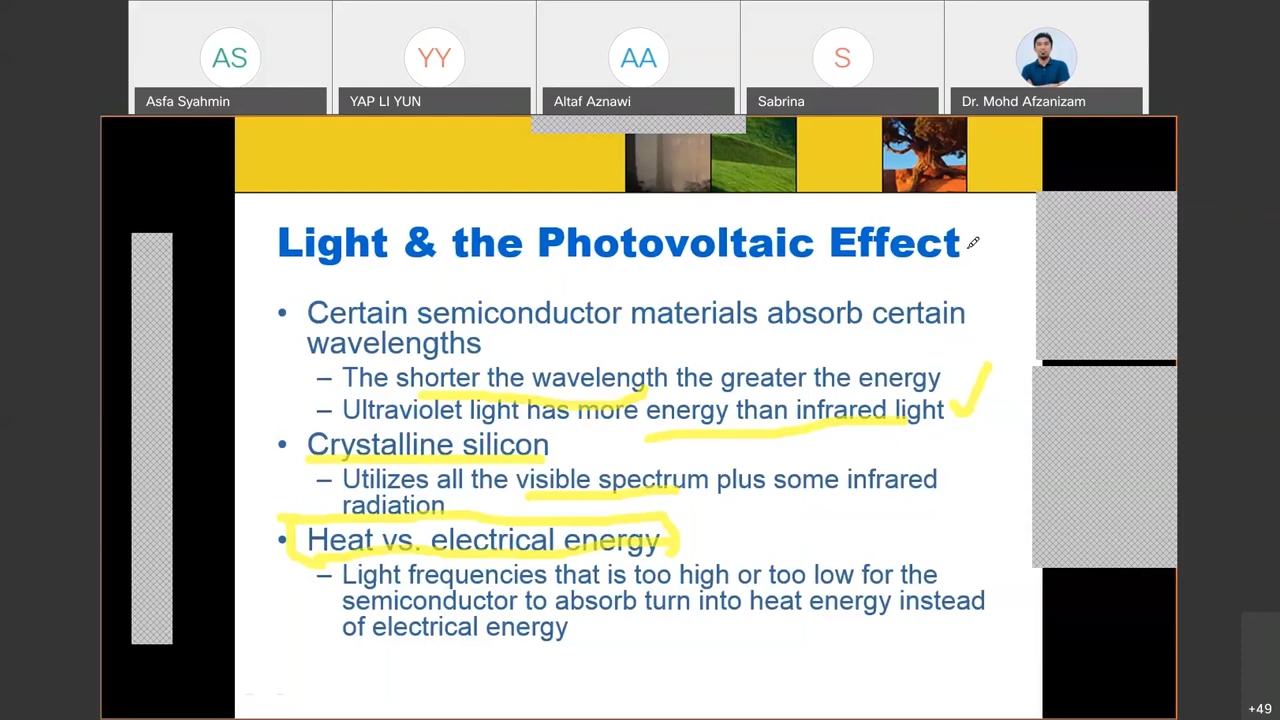 AS
YY
AA
S
Asfa Syahmin
YAP LI YUN
Altaf Aznawi
Sabrina
Dr. Mohd Afzanizam
Light & the Photovoltaic Effect
• Certain semiconductor materials absorb certain
wavelengths
– The shorter the wavelength the greater the energy
– Ultraviolet light has more energy than infrared light
• Crystalline silicon
– Utilizes all the visible spectrum plus some infrared
radiation
• Heat vs. electrical energy
– Light frequencies that is too high or too low for the
semiconductor to absorb turn into heat energy instead
of electrical energy
+49